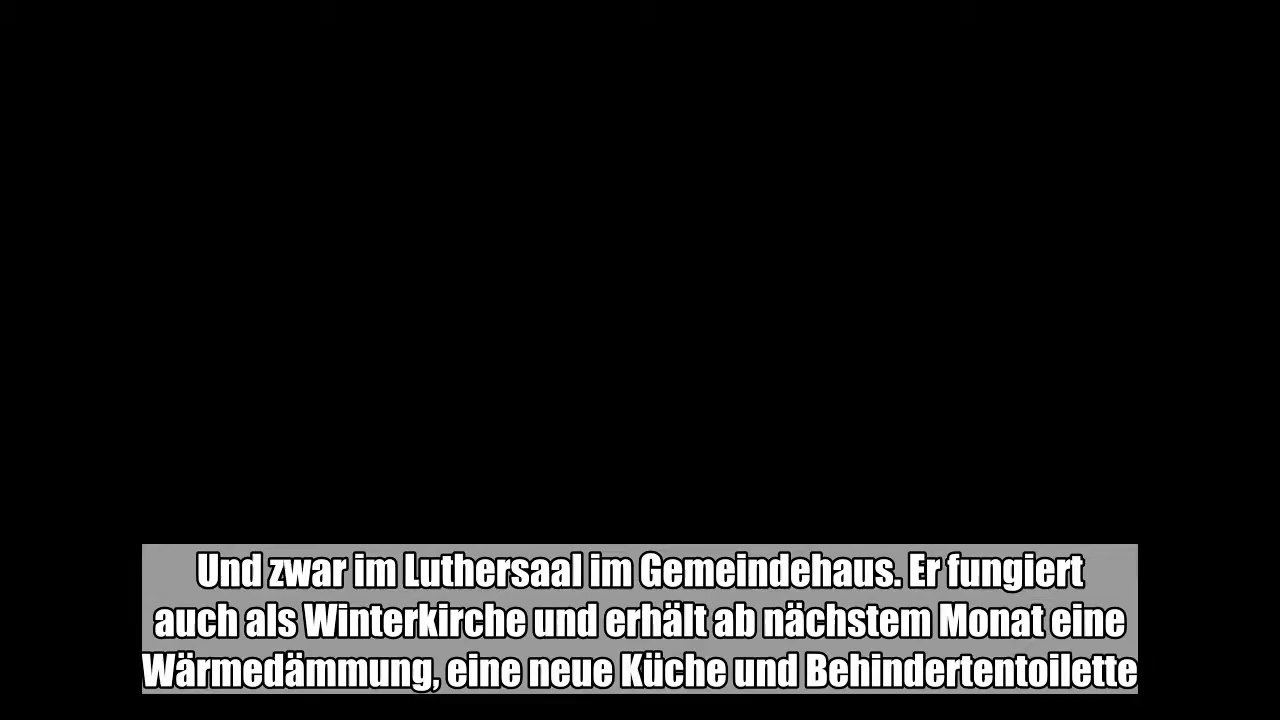 Und zwar im Luthersaal im Gemeindehaus. Er fungiert
auch als Winterkirche und erhält ab nächstem Monat eine
Wärmedämmung, eine neue Küche und Behindertentoilette